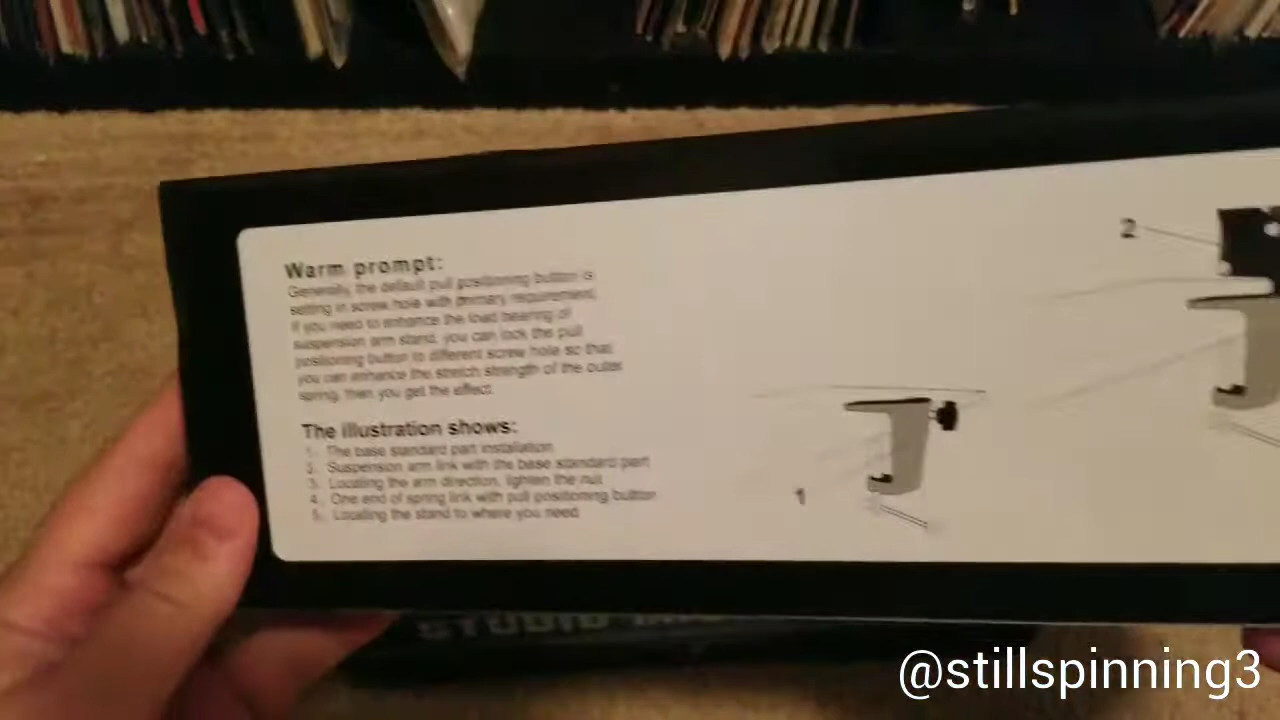 Warm prompt:
Generally, the default pull positioning button is
setting in screw hole with primary requirement,
If you need to enhance the load bearing of
suspension arm stand, you can lock the pull
positioning button to different screw hole so that
you can enhance the stretch strength of the outer
spring, then you get the effect
The illustration shows:
1. The base standard part installation
2. Suspension arm link with the base standard part
3. Locating the arm direction, tighten the nut
4. One end of spring link with pull positioning button
5. Locating the stand to where you need
2
1
STUDIO
@stillspinning3